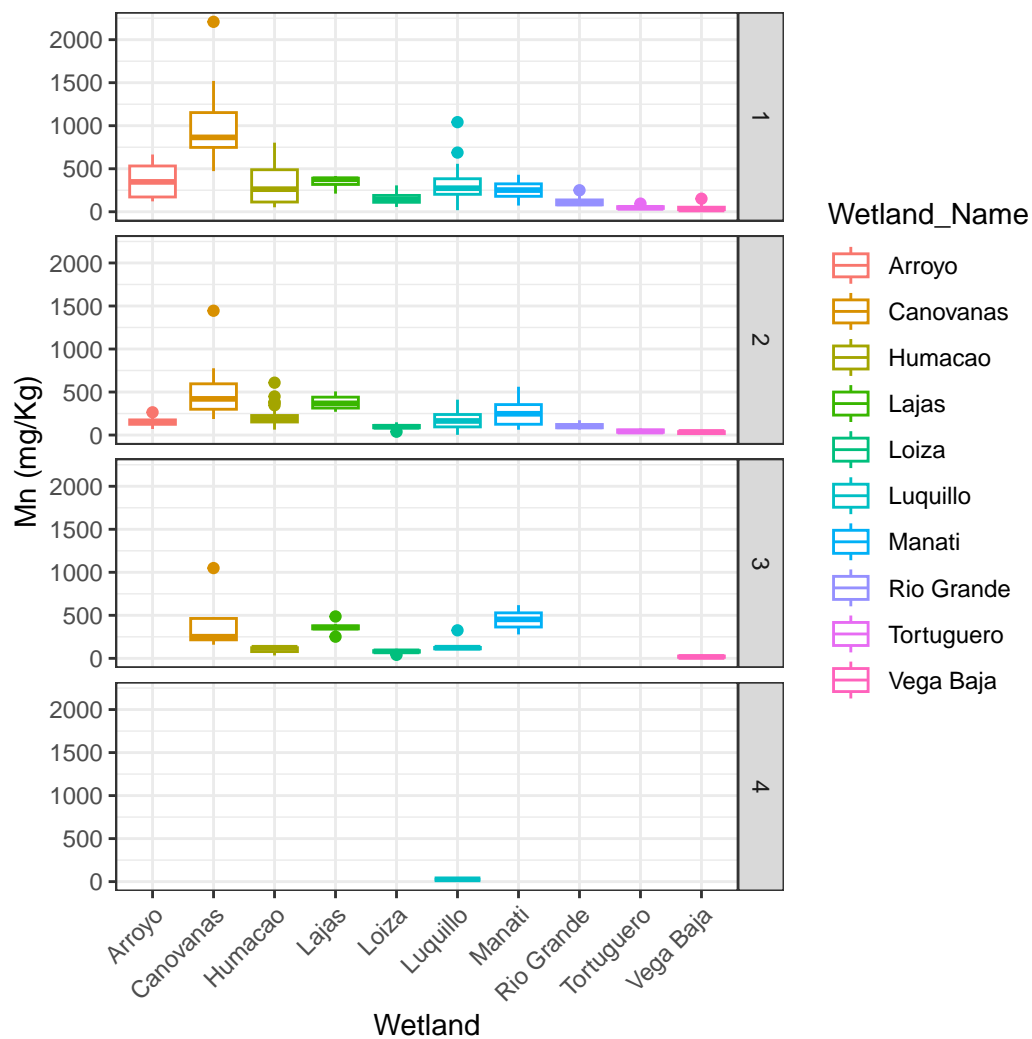 2000
1500
1000
500
0
1
2000
1500
1000
500
0
2
2000
1500
1000
500
0
3
2000
1500
1000
500
0
4
Mn (mg/Kg)
Arroyo
Canovanas
Humacao
Lajas
Loiza
Luquillo
Manati
Rio Grande
Tortuguero
Vega Baja
Wetland
Wetland_Name
Arroyo
Canovanas
Humacao
Lajas
Loiza
Luquillo
Manati
Rio Grande
Tortuguero
Vega Baja